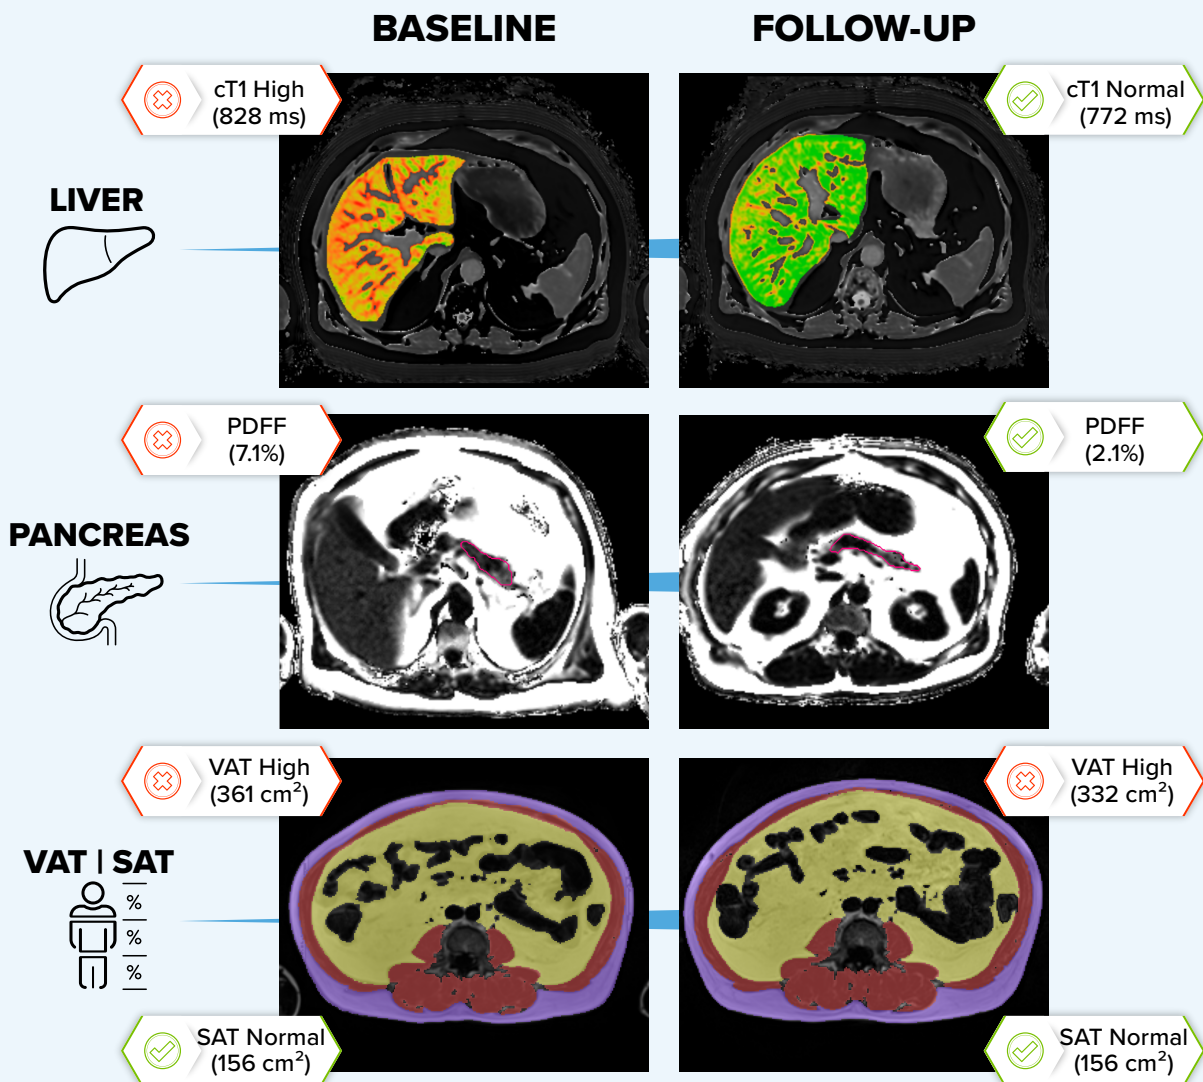 BASELINE
FOLLOW-UP
cT1 High
(828 ms)
cT1 Normal
(772 ms)
LIVER
PDFF
(7.1%)
PDFF
(2.1%)
PANCREAS
VAT High
(361 cm²)
VAT High
(332 cm²)
VAT | SAT
%
%
%
SAT Normal
(156 cm²)
SAT Normal
(156 cm²)